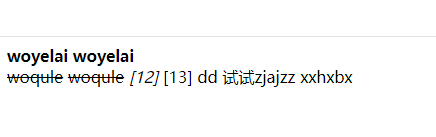 woyelai woyelai
woqule woqule [12] [13] dd 试试zjajzz xxhxbx